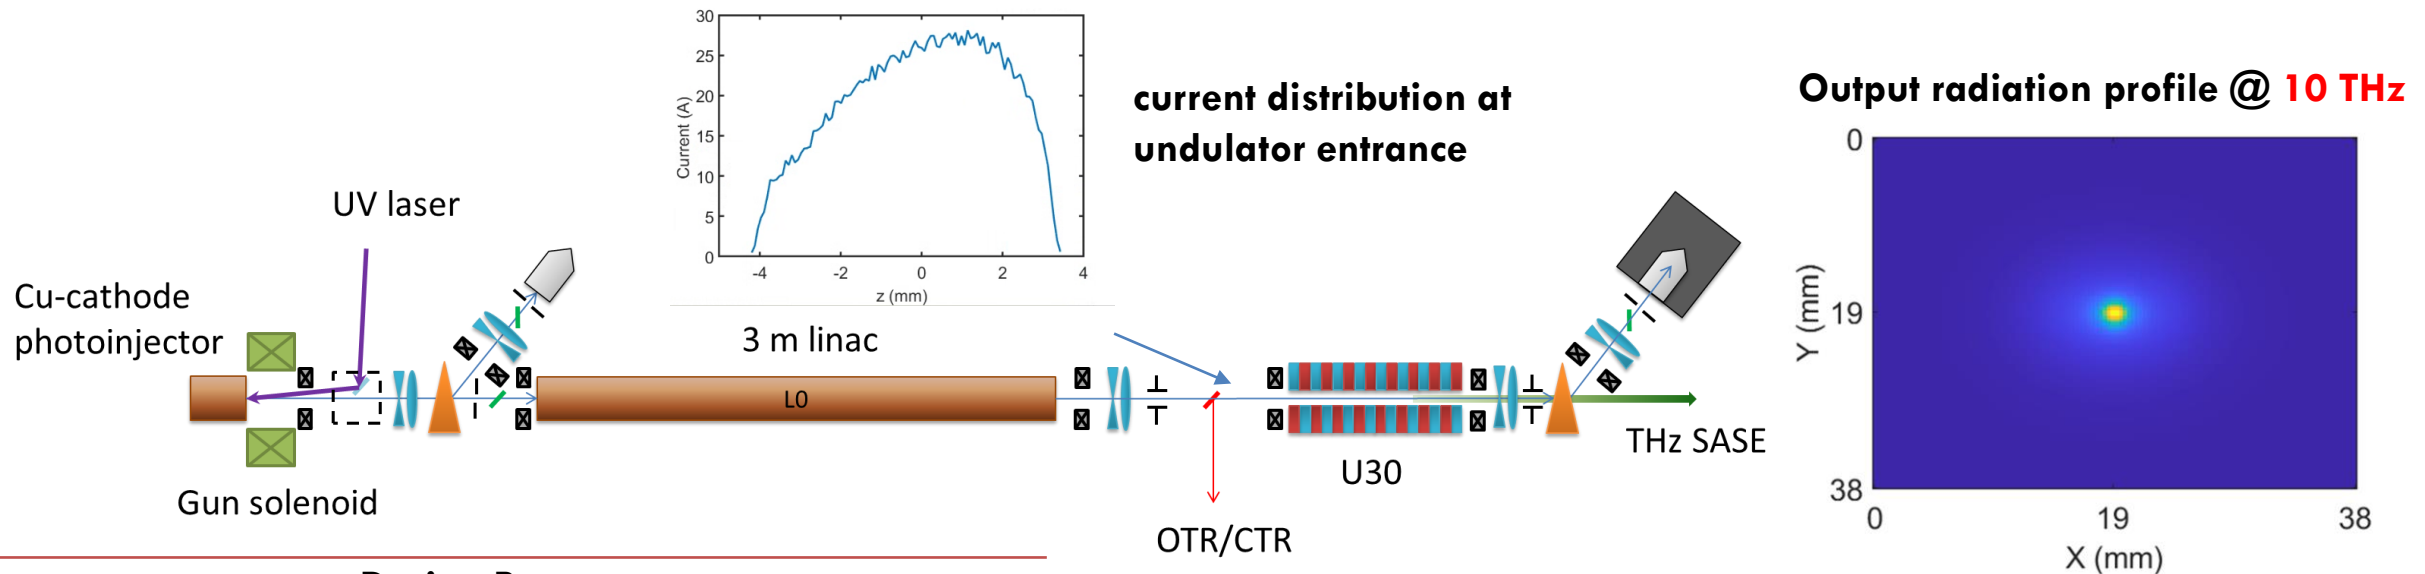 30
25
20
15
10
5
0
Current (A)
-4
-2
0
2
4
z (mm)
current distribution at
undulator entrance
Output radiation profile @ 10 THz
0
19
38
Y (mm)
0
19
38
X (mm)
UV laser
Cu-cathode
photoinjector
3 m linac
L0
Gun solenoid
U30
THz SASE
OTR/CTR